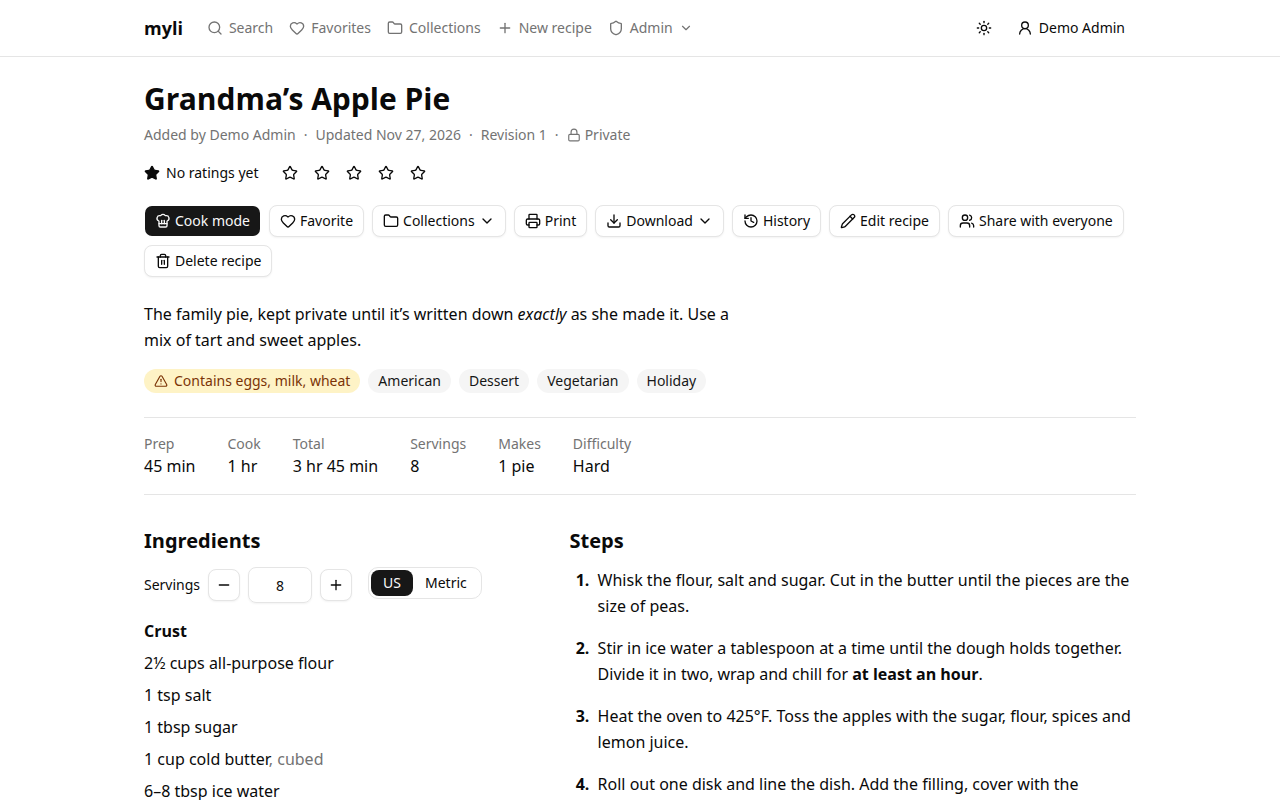 myli Search Favorites Collections New recipe Admin Demo Admin
Grandma’s Apple Pie
Added by Demo Admin · Updated Nov 27, 2026 · Revision 1 · Private
No ratings yet
Cook mode Favorite Collections Print Download History Edit recipe Share with everyone
Delete recipe
The family pie, kept private until it’s written down exactly as she made it. Use a
mix of tart and sweet apples.
Contains eggs, milk, wheat American Dessert Vegetarian Holiday
Prep Cook Total Servings Makes Difficulty
45 min 1 hr 3 hr 45 min 8 1 pie Hard
Ingredients
Servings − 8 + US Metric
Crust
2½ cups all-purpose flour
1 tsp salt
1 tbsp sugar
1 cup cold butter, cubed
6–8 tbsp ice water
Steps
1. Whisk the flour, salt and sugar. Cut in the butter until the pieces are the
size of peas.
2. Stir in ice water a tablespoon at a time until the dough holds together.
Divide it in two, wrap and chill for at least an hour.
3. Heat the oven to 425°F. Toss the apples with the sugar, flour, spices and
lemon juice.
4. Roll out one disk and line the dish. Add the filling, cover with the